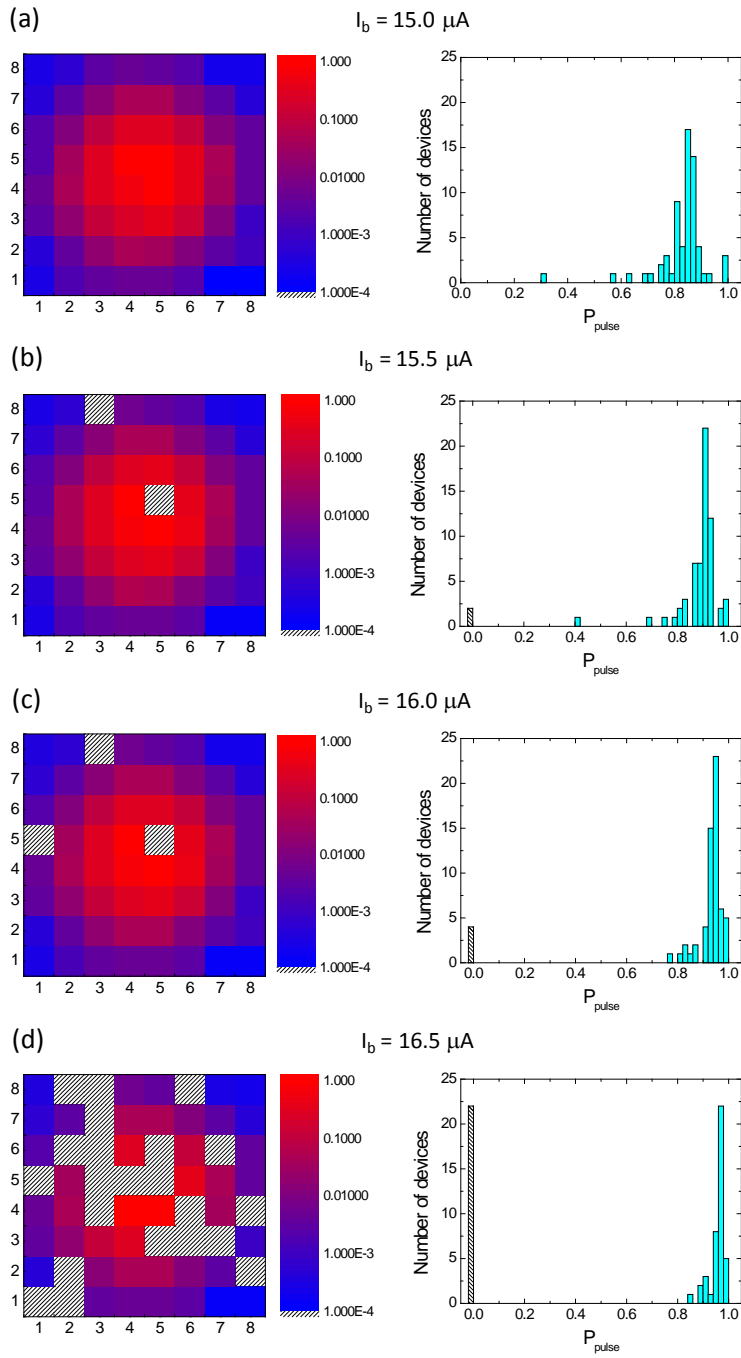 (a) I_b = 15.0 μA
8
7
6
5
4
3
2
1
1 2 3 4 5 6 7 8
1.000
0.1000
0.01000
1.000E-3
1.000E-4
Number of devices
25
20
15
10
5
0
0.0 0.2 0.4 0.6 0.8 1.0
P_pulse
(b) I_b = 15.5 μA
8
7
6
5
4
3
2
1
1 2 3 4 5 6 7 8
1.000
0.1000
0.01000
1.000E-3
1.000E-4
Number of devices
25
20
15
10
5
0
0.0 0.2 0.4 0.6 0.8 1.0
P_pulse
(c) I_b = 16.0 μA
8
7
6
5
4
3
2
1
1 2 3 4 5 6 7 8
1.000
0.1000
0.01000
1.000E-3
1.000E-4
Number of devices
25
20
15
10
5
0
0.0 0.2 0.4 0.6 0.8 1.0
P_pulse
(d) I_b = 16.5 μA
8
7
6
5
4
3
2
1
1 2 3 4 5 6 7 8
1.000
0.1000
0.01000
1.000E-3
1.000E-4
Number of devices
25
20
15
10
5
0
0.0 0.2 0.4 0.6 0.8 1.0
P_pulse